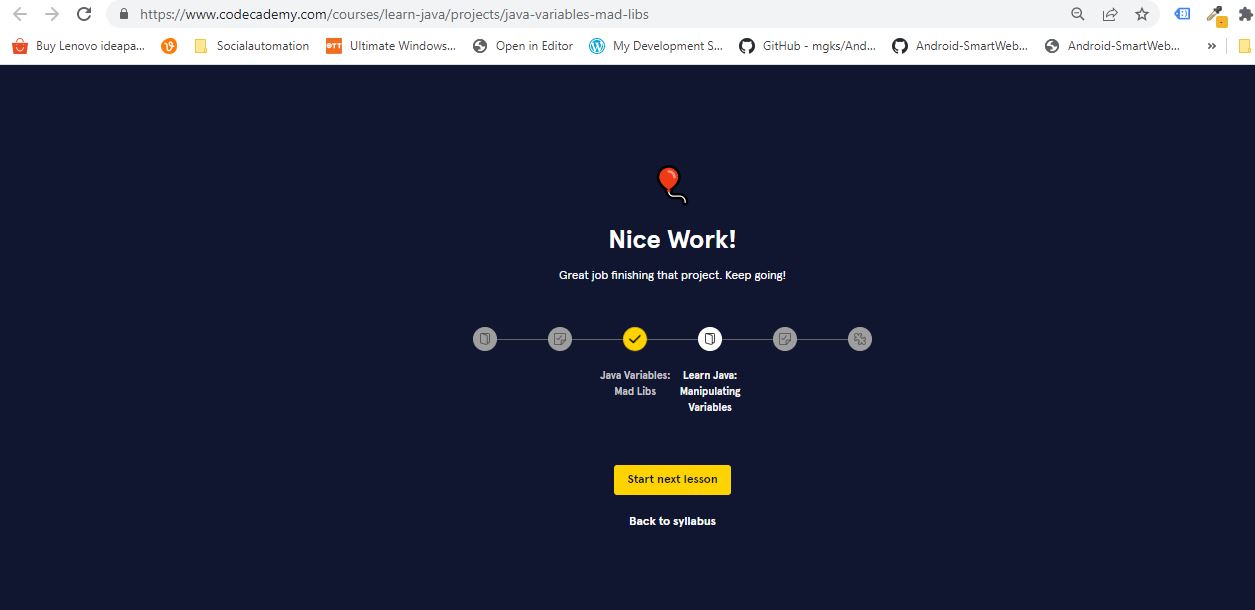 https://www.codecademy.com/courses/learn-java/projects/java-variables-mad-libs
Buy Lenovo ideapa... Socialautomation OTT Ultimate Windows... Open in Editor My Development S... GitHub - mgks/And... Android-SmartWeb... Android-SmartWeb... »
Nice Work!
Great job finishing that project. Keep going!
Java Variables:
Mad Libs
Learn Java:
Manipulating
Variables
Start next lesson
Back to syllabus